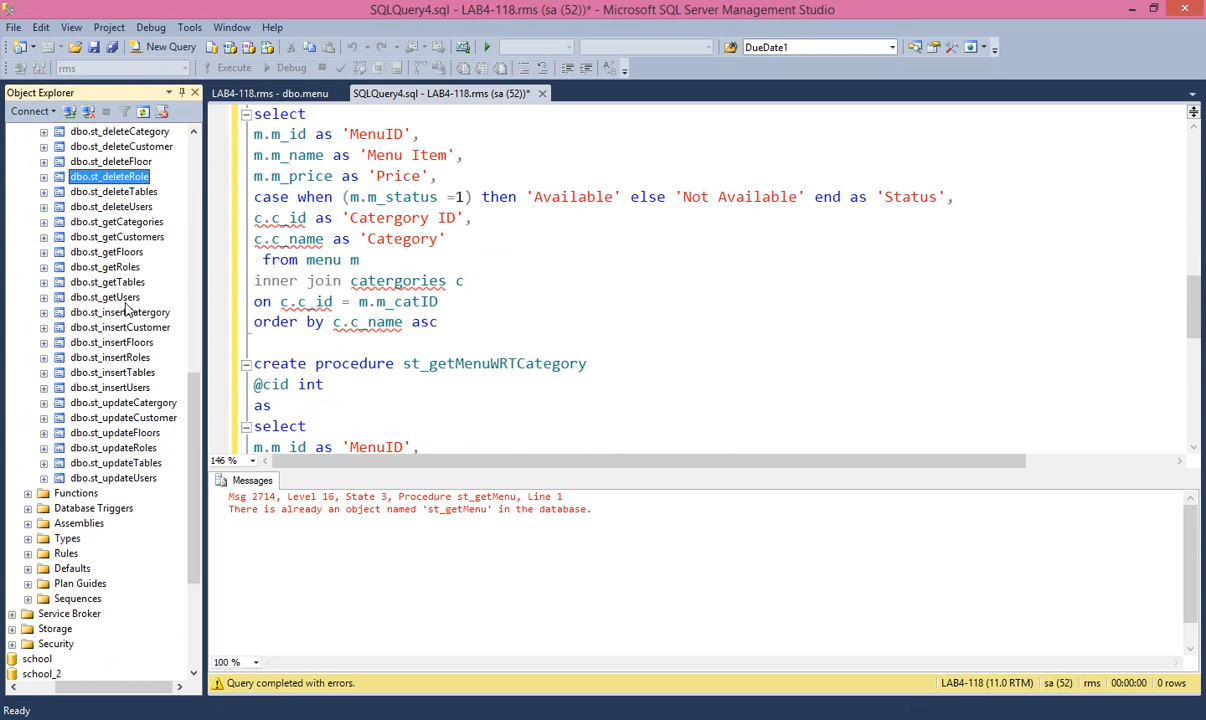 SQLQuery4.sql - LAB4-118.rms (sa (52))* - Microsoft SQL Server Management Studio
File Edit View Project Debug Tools Window Help
New Query DueDate1
rms Execute Debug
Object Explorer
LAB4-118.rms - dbo.menu SQLQuery4.sql - LAB4-118.rms (sa (52))*
Connect
dbo.st_deleteCategory
dbo.st_deleteCustomer
dbo.st_deleteFloor
dbo.st_deleteRole
dbo.st_deleteTables
dbo.st_deleteUsers
dbo.st_getCategories
dbo.st_getCustomers
dbo.st_getFloors
dbo.st_getRoles
dbo.st_getTables
dbo.st_getUsers
dbo.st_insertCatergory
dbo.st_insertCustomer
dbo.st_insertFloors
dbo.st_insertRoles
dbo.st_insertTables
dbo.st_insertUsers
dbo.st_updateCatergory
dbo.st_updateCustomer
dbo.st_updateFloors
dbo.st_updateRoles
dbo.st_updateTables
dbo.st_updateUsers
Functions
Database Triggers
Assemblies
Types
Rules
Defaults
Plan Guides
Sequences
Service Broker
Storage
Security
school
school_2
select
m.m_id as 'MenuID',
m.m_name as 'Menu Item',
m.m_price as 'Price',
case when (m.m_status =1) then 'Available' else 'Not Available' end as 'Status',
c.c_id as 'Catergory ID',
c.c_name as 'Category'
from menu m
inner join catergories c
on c.c_id = m.m_catID
order by c.c_name asc
create procedure st_getMenuWRTCategory
@cid int
as
select
m.m_id as 'MenuID',
146 %
Messages
Msg 2714, Level 16, State 3, Procedure st_getMenu, Line 1
There is already an object named 'st_getMenu' in the database.
100 %
Query completed with errors. LAB4-118 (11.0 RTM) sa (52) rms 00:00:00 0 rows
Ready